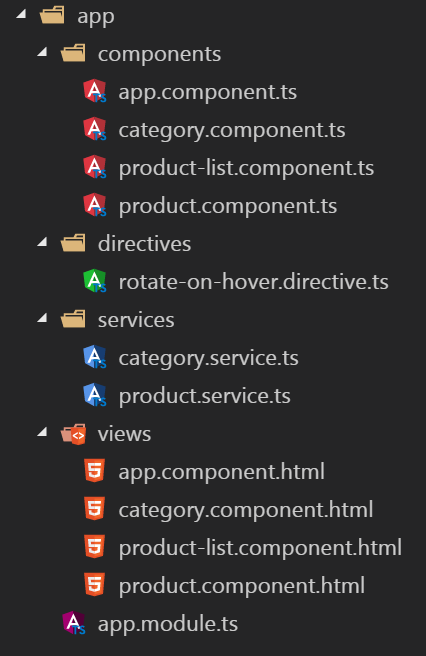 app
components
app.component.ts
category.component.ts
product-list.component.ts
product.component.ts
directives
rotate-on-hover.directive.ts
services
category.service.ts
product.service.ts
views
app.component.html
category.component.html
product-list.component.html
product.component.html
app.module.ts